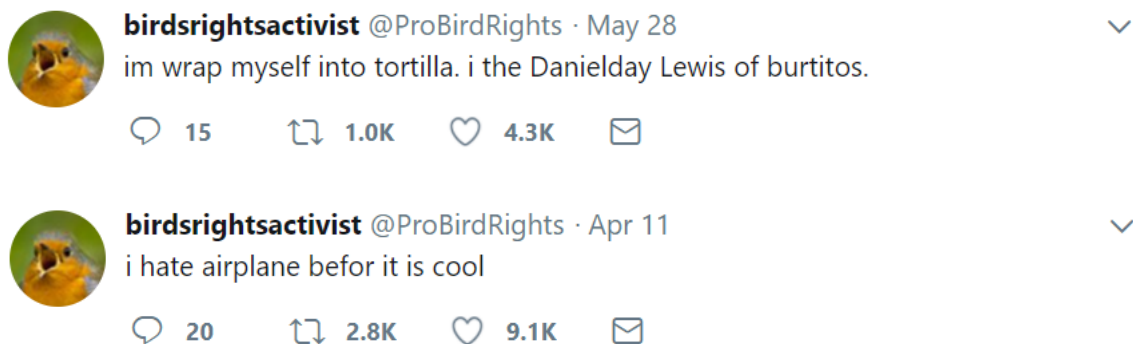 birdsrightsactivist @ProBirdRights · May 28
im wrap myself into tortilla. i the Danielday Lewis of burtitos.
15 1.0K 4.3K
birdsrightsactivist @ProBirdRights · Apr 11
i hate airplane befor it is cool
20 2.8K 9.1K